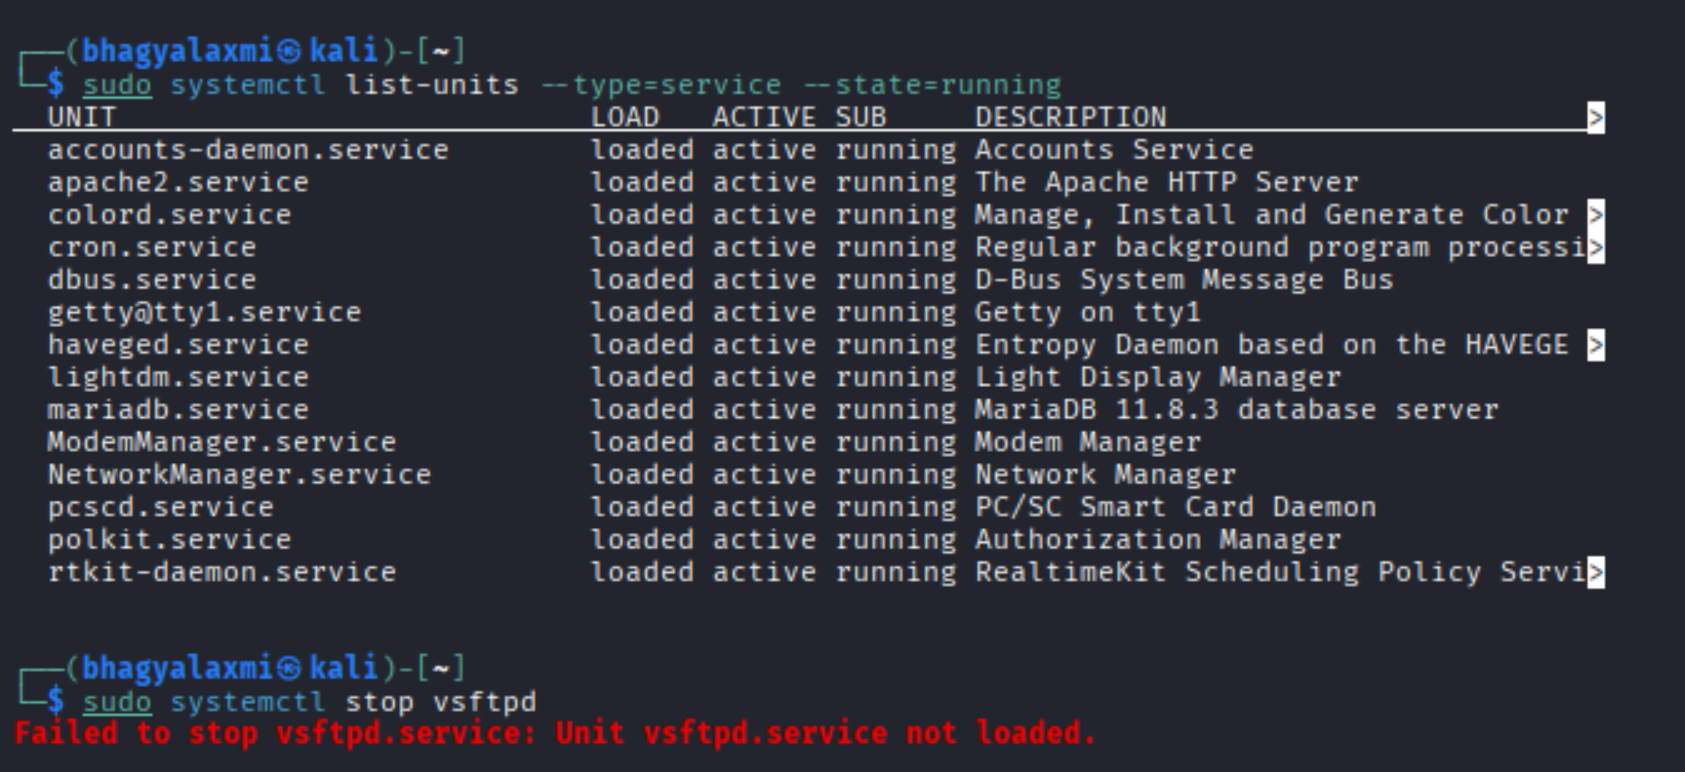 ┌──(bhagyalaxmi㉿kali)-[~]
└─$ sudo systemctl list-units --type=service --state=running
UNIT LOAD ACTIVE SUB DESCRIPTION >
accounts-daemon.service loaded active running Accounts Service
apache2.service loaded active running The Apache HTTP Server
colord.service loaded active running Manage, Install and Generate Color >
cron.service loaded active running Regular background program processi>
dbus.service loaded active running D-Bus System Message Bus
getty@tty1.service loaded active running Getty on tty1
haveged.service loaded active running Entropy Daemon based on the HAVEGE >
lightdm.service loaded active running Light Display Manager
mariadb.service loaded active running MariaDB 11.8.3 database server
ModemManager.service loaded active running Modem Manager
NetworkManager.service loaded active running Network Manager
pcscd.service loaded active running PC/SC Smart Card Daemon
polkit.service loaded active running Authorization Manager
rtkit-daemon.service loaded active running RealtimeKit Scheduling Policy Servi>
┌──(bhagyalaxmi㉿kali)-[~]
└─$ sudo systemctl stop vsftpd
Failed to stop vsftpd.service: Unit vsftpd.service not loaded.